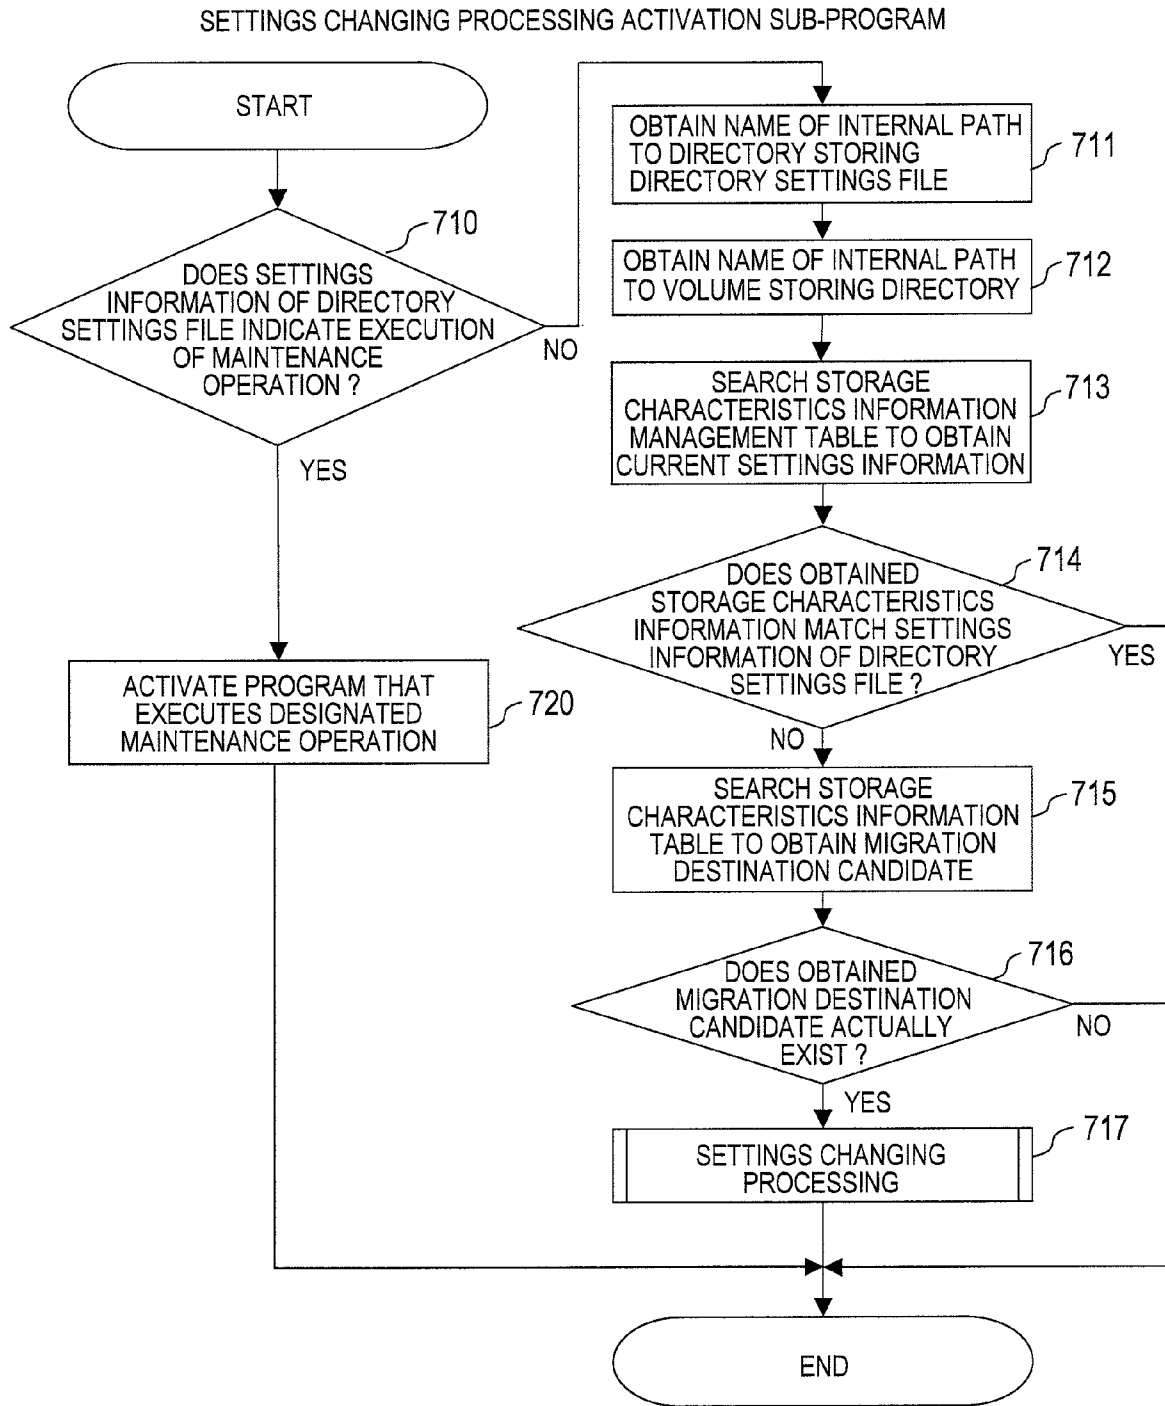 SETTINGS CHANGING PROCESSING ACTIVATION SUB-PROGRAM
START
710
DOES SETTINGS
INFORMATION OF DIRECTORY
SETTINGS FILE INDICATE EXECUTION
OF MAINTENANCE
OPERATION ?
NO
YES
ACTIVATE PROGRAM THAT
EXECUTES DESIGNATED
MAINTENANCE OPERATION
720
OBTAIN NAME OF INTERNAL PATH
TO DIRECTORY STORING
DIRECTORY SETTINGS FILE
711
OBTAIN NAME OF INTERNAL PATH
TO VOLUME STORING DIRECTORY
712
SEARCH STORAGE
CHARACTERISTICS INFORMATION
MANAGEMENT TABLE TO OBTAIN
CURRENT SETTINGS INFORMATION
713
DOES OBTAINED
STORAGE CHARACTERISTICS
INFORMATION MATCH SETTINGS
INFORMATION OF DIRECTORY
SETTINGS FILE ?
714
YES
NO
SEARCH STORAGE
CHARACTERISTICS INFORMATION
TABLE TO OBTAIN MIGRATION
DESTINATION CANDIDATE
715
DOES OBTAINED
MIGRATION DESTINATION
CANDIDATE ACTUALLY
EXIST ?
716
NO
YES
SETTINGS CHANGING
PROCESSING
717
END